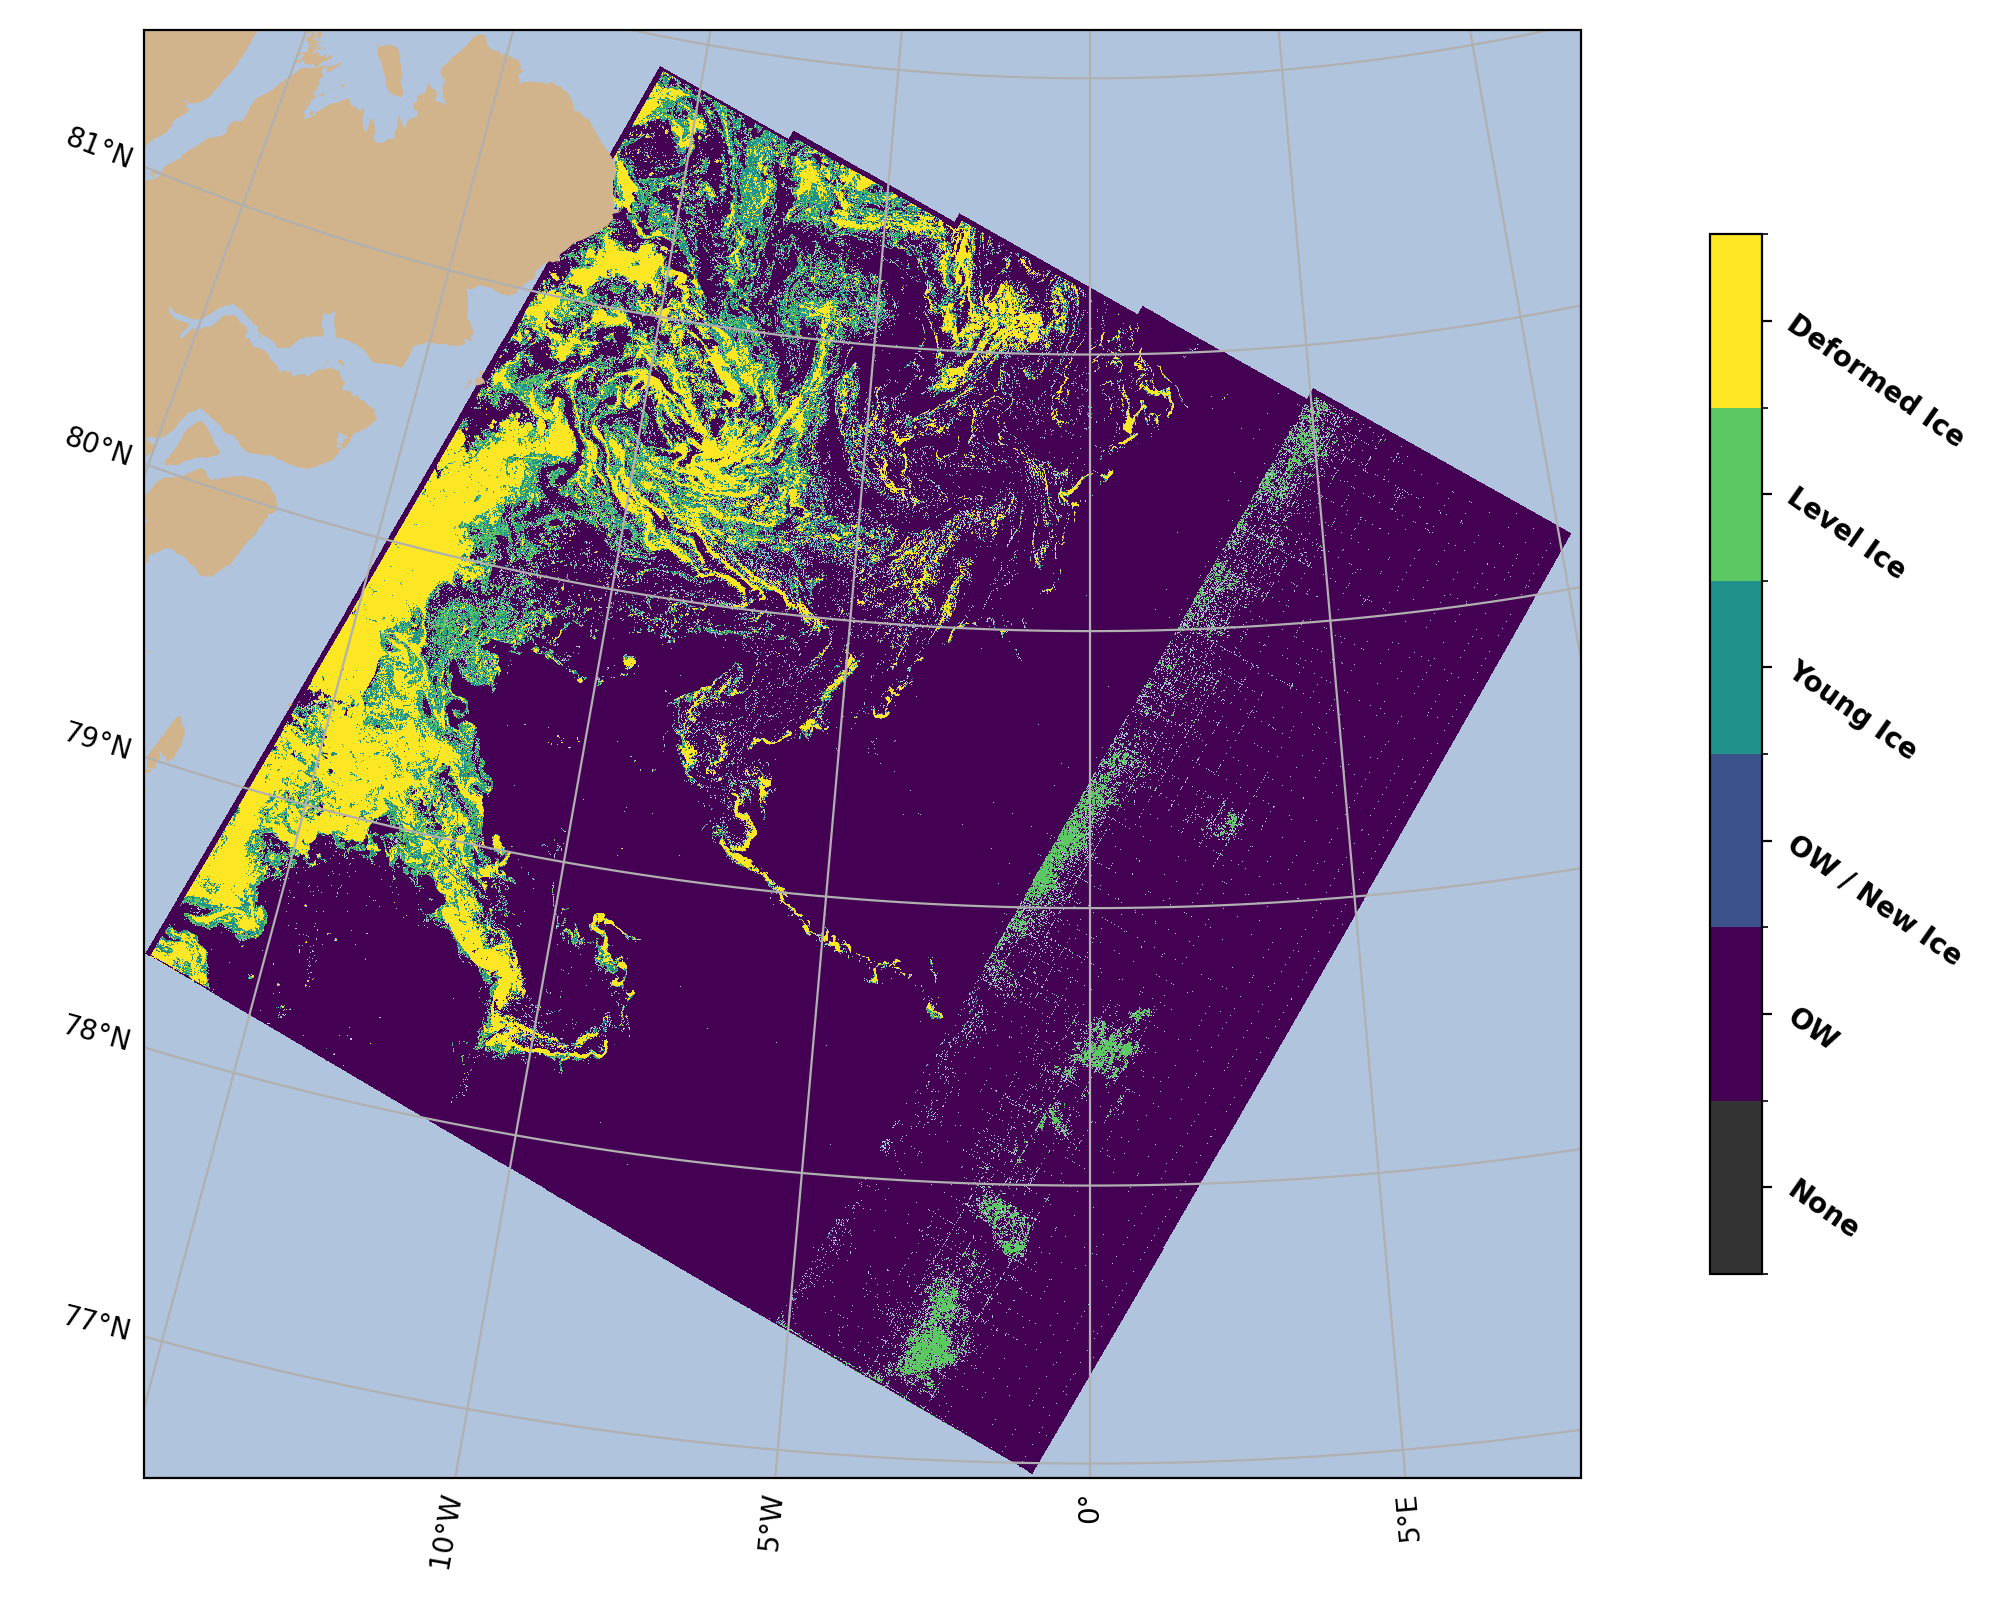 81°N
80°N
79°N
78°N
77°N
10°W
5°W
0°
5°E
Deformed Ice
Level Ice
Young Ice
OW / New Ice
OW
None